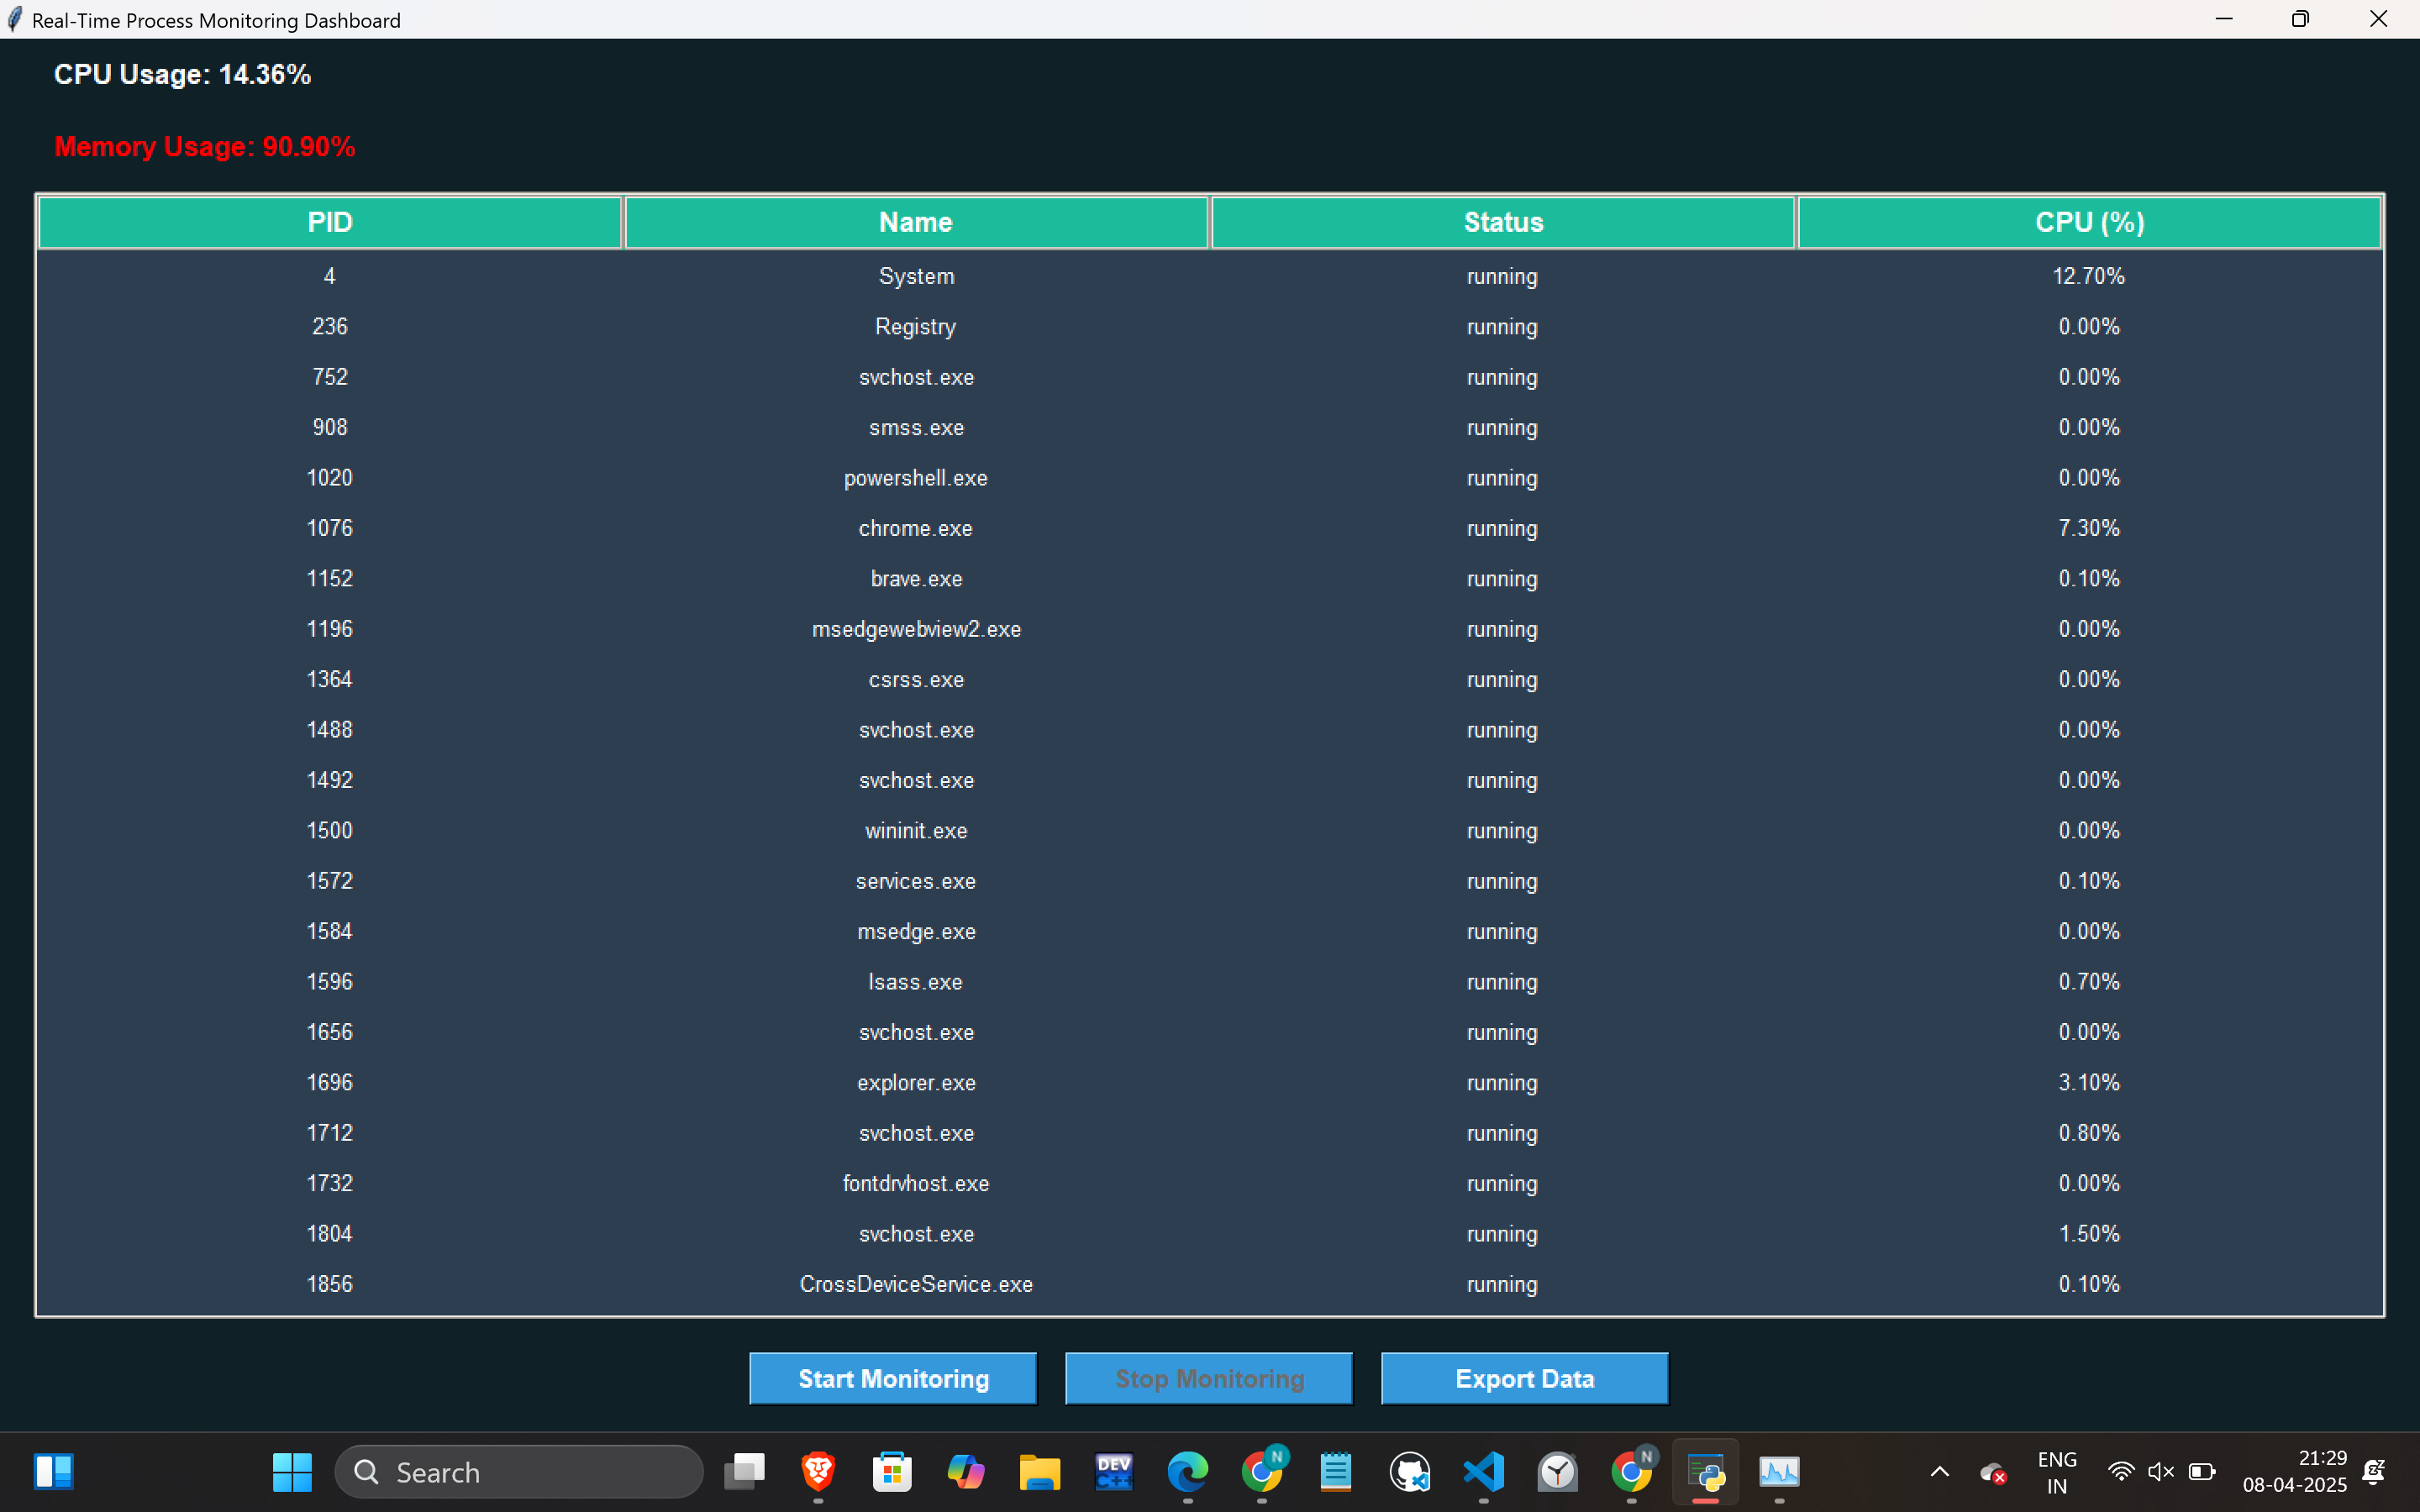 Real-Time Process Monitoring Dashboard
CPU Usage: 14.36%
Memory Usage: 90.90%
PID Name Status CPU (%)
4 System running 12.70%
236 Registry running 0.00%
752 svchost.exe running 0.00%
908 smss.exe running 0.00%
1020 powershell.exe running 0.00%
1076 chrome.exe running 7.30%
1152 brave.exe running 0.10%
1196 msedgewebview2.exe running 0.00%
1364 csrss.exe running 0.00%
1488 svchost.exe running 0.00%
1492 svchost.exe running 0.00%
1500 wininit.exe running 0.00%
1572 services.exe running 0.10%
1584 msedge.exe running 0.00%
1596 lsass.exe running 0.70%
1656 svchost.exe running 0.00%
1696 explorer.exe running 3.10%
1712 svchost.exe running 0.80%
1732 fontdrvhost.exe running 0.00%
1804 svchost.exe running 1.50%
1856 CrossDeviceService.exe running 0.10%
Start Monitoring Stop Monitoring Export Data
Search
DEV
C++
N
N
ENG
IN
21:29
08-04-2025